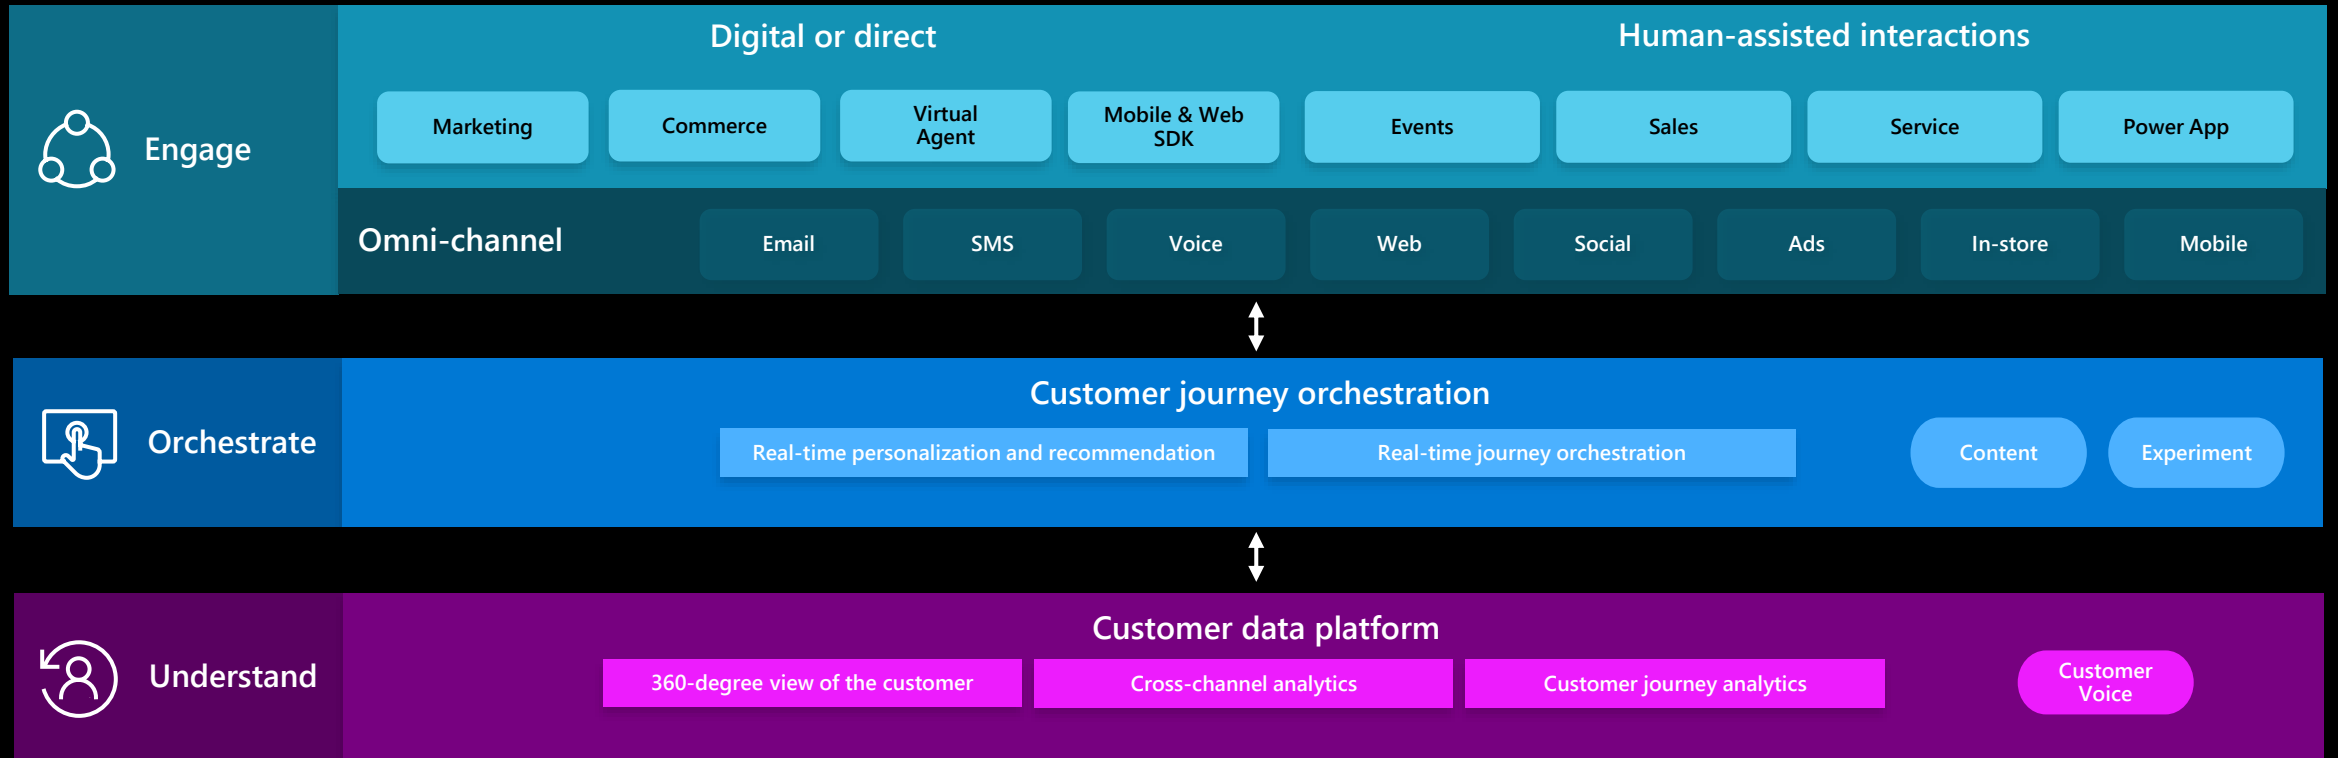 Engage
Digital or direct
Human-assisted interactions
Marketing
Commerce
Virtual
Agent
Mobile & Web
SDK
Events
Sales
Service
Power App
Omni-channel
Email
SMS
Voice
Web
Social
Ads
In-store
Mobile
Orchestrate
Customer journey orchestration
Real-time personalization and recommendation
Real-time journey orchestration
Content
Experiment
Understand
Customer data platform
360-degree view of the customer
Cross-channel analytics
Customer journey analytics
Customer
Voice